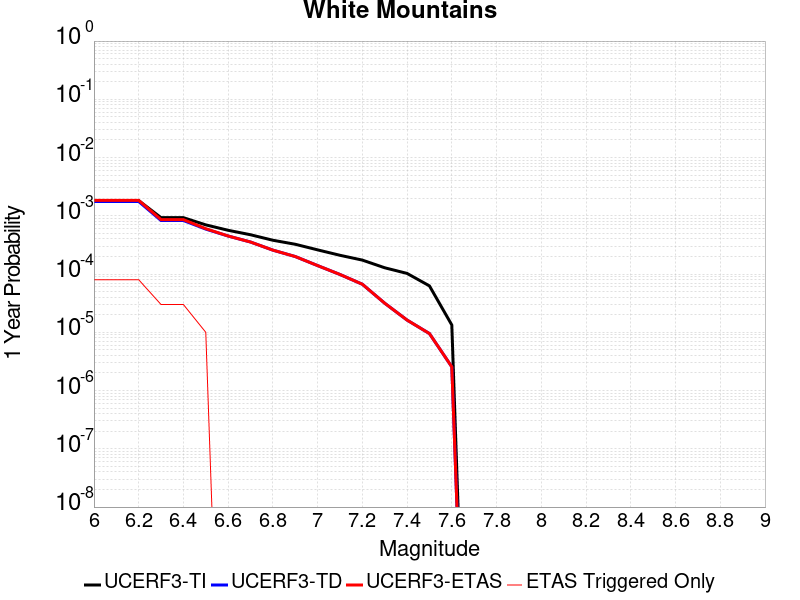 White Mountains
10^0
10^-1
10^-2
10^-3
10^-4
10^-5
10^-6
10^-7
10^-8
1 Year Probability
6 6.2 6.4 6.6 6.8 7 7.2 7.4 7.6 7.8 8 8.2 8.4 8.6 8.8 9
Magnitude
UCERF3-TI UCERF3-TD UCERF3-ETAS ETAS Triggered Only